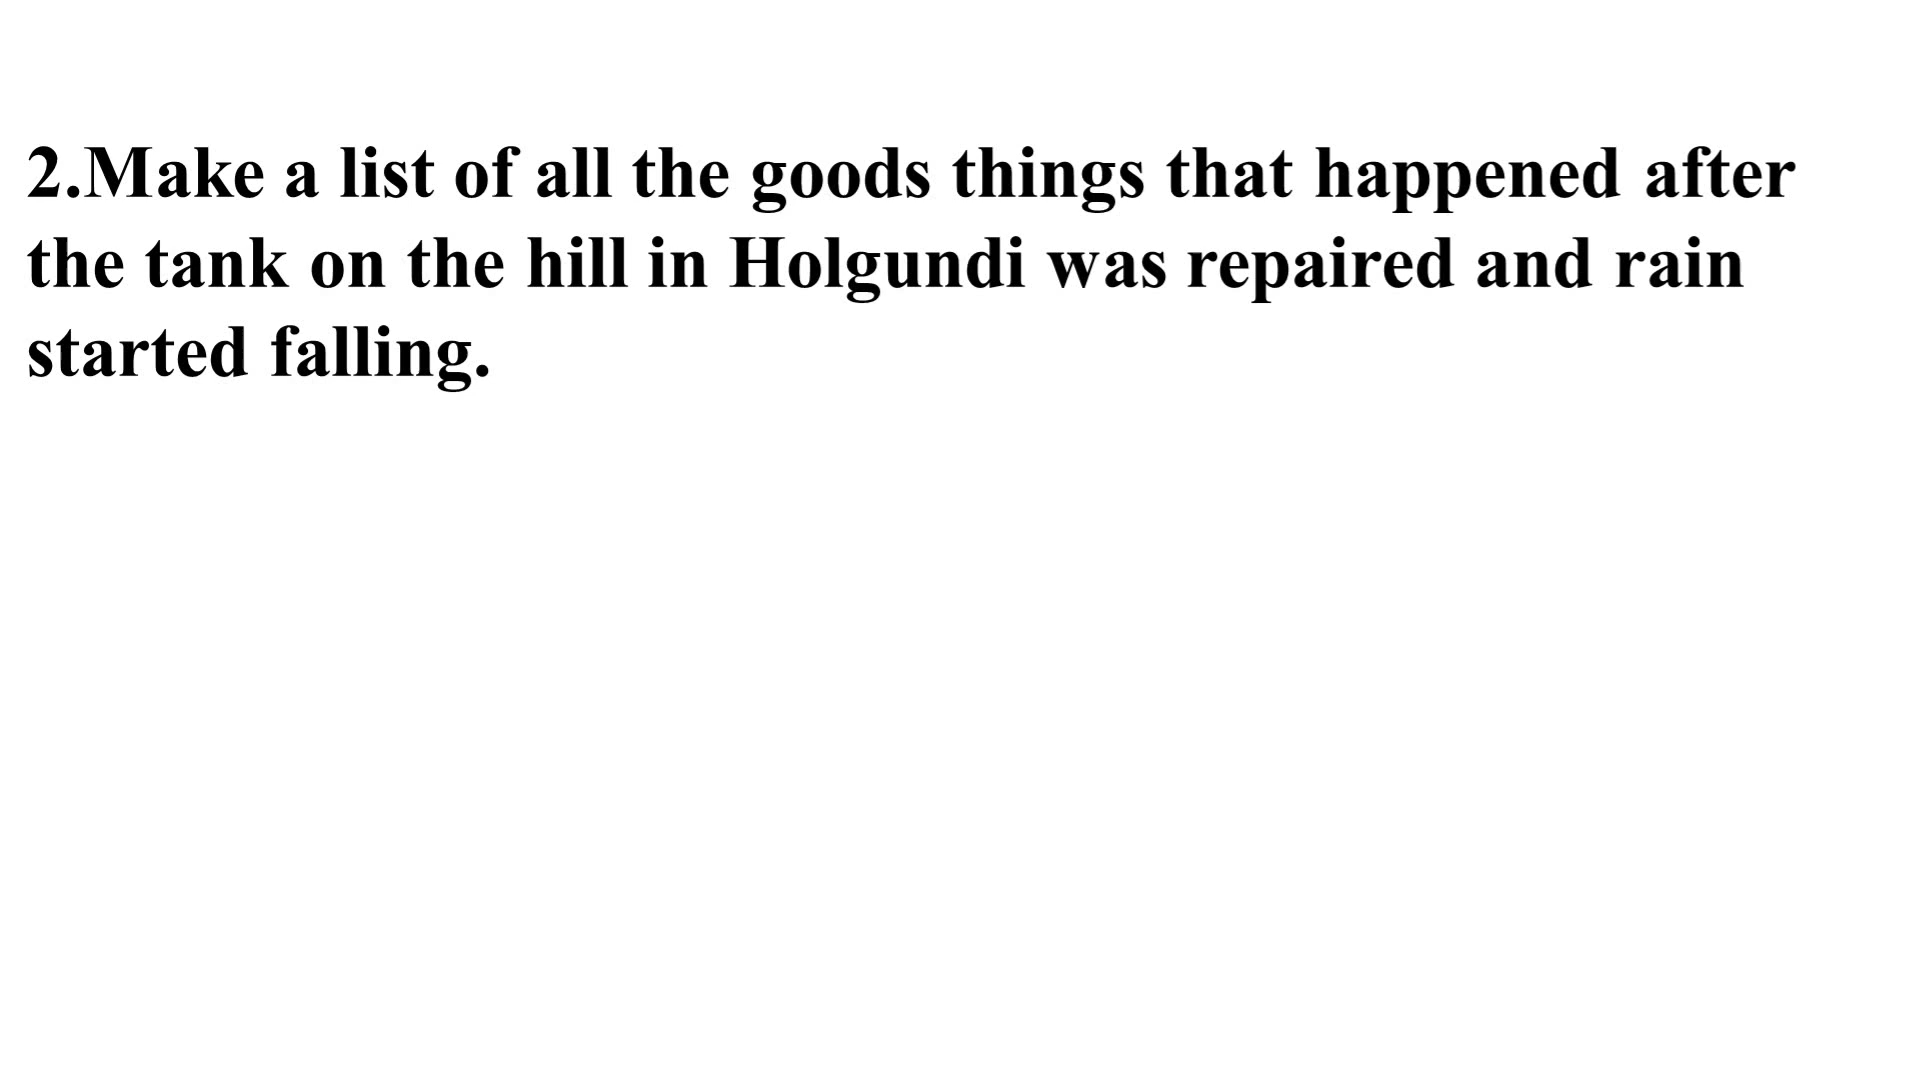 2.Make a list of all the goods things that happened after
the tank on the hill in Holgundi was repaired and rain
started falling.